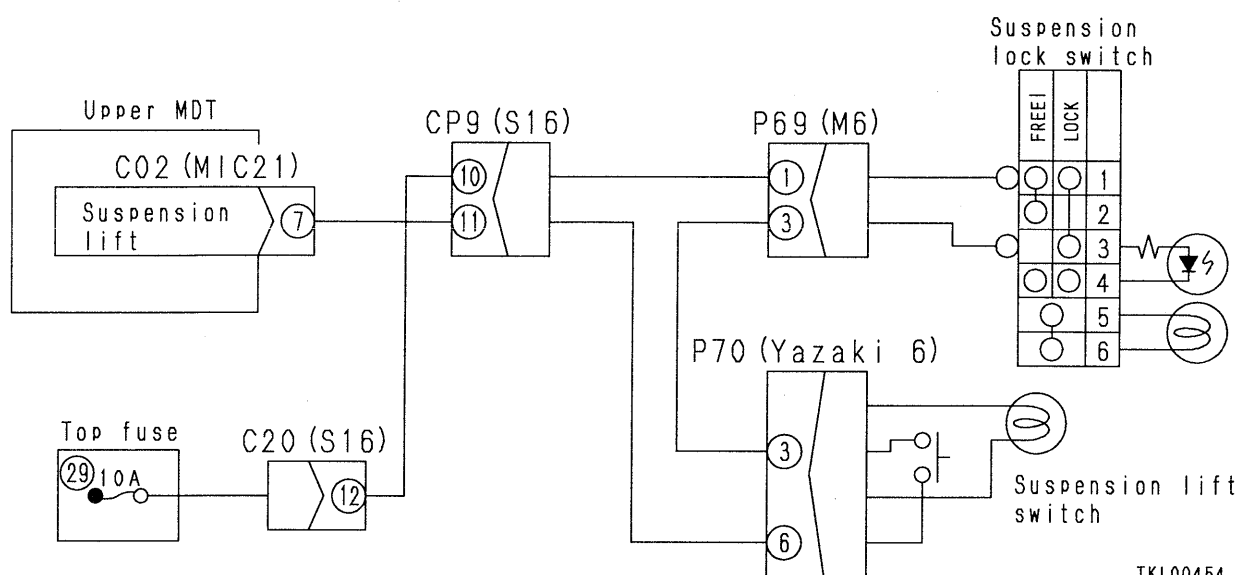 Suspension
lock switch
Upper MDT
CP9 (S16)
P69 (M6)
FREE
LOCK
C02 (MIC21)
Suspension
lift
7
10
11
1
3
1
2
3
4
5
6
P70 (Yazaki 6)
Top fuse
29
10A
C20 (S16)
12
3
6
Suspension lift
switch
TKL00454